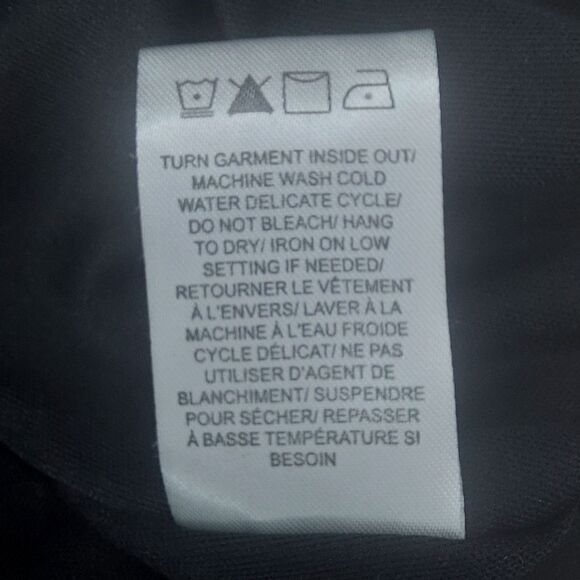 TURN GARMENT INSIDE OUT/
MACHINE WASH COLD
WATER DELICATE CYCLE/
DO NOT BLEACH/ HANG
TO DRY/ IRON ON LOW
SETTING IF NEEDED/
RETOURNER LE VÊTEMENT
À L'ENVERS/ LAVER À LA
MACHINE À L'EAU FROIDE
CYCLE DÉLICAT/ NE PAS
UTILISER D'AGENT DE
BLANCHIMENT/ SUSPENDRE
POUR SÉCHER/ REPASSER
À BASSE TEMPÉRATURE SI
BESOIN